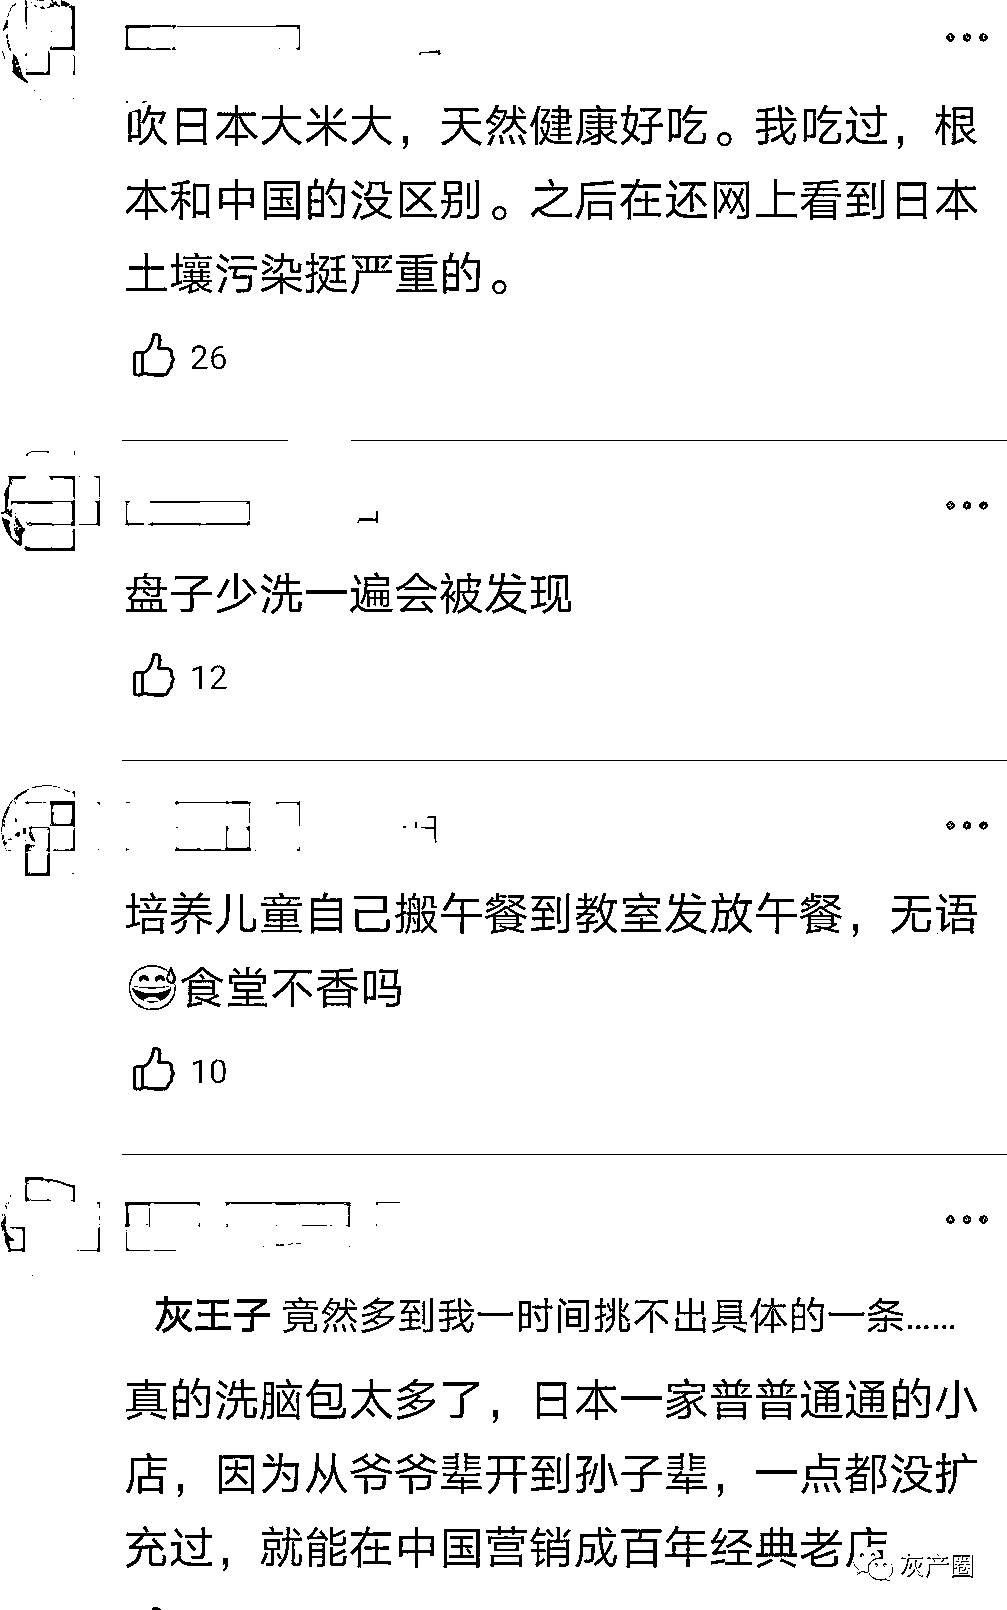 吹日本大米大，天然健康好吃。我吃过，根
本和中国的没区别。之后在还网上看到日本
土壤污染挺严重的。
26
盘子少洗一遍会被发现
12
培养儿童自己搬午餐到教室发放午餐，无语
😅食堂不香吗
10
灰王子 竟然多到我一时间挑不出具体的一条......
真的洗脑包太多了，日本一家普普通通的小
店，因为从爷爷辈开到孙子辈，一点都没扩
充过，就能在中国营销成百年经典老店
灰产圈